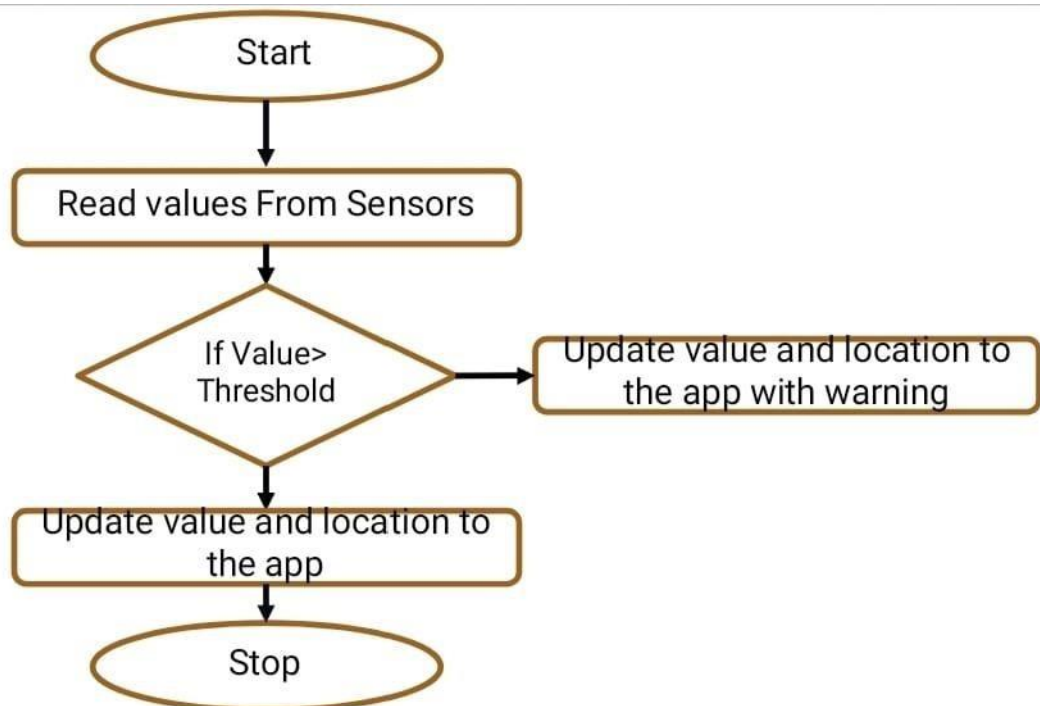 Start
Read values From Sensors
If Value>
Threshold
Update value and location to
the app with warning
Update value and location to
the app
Stop